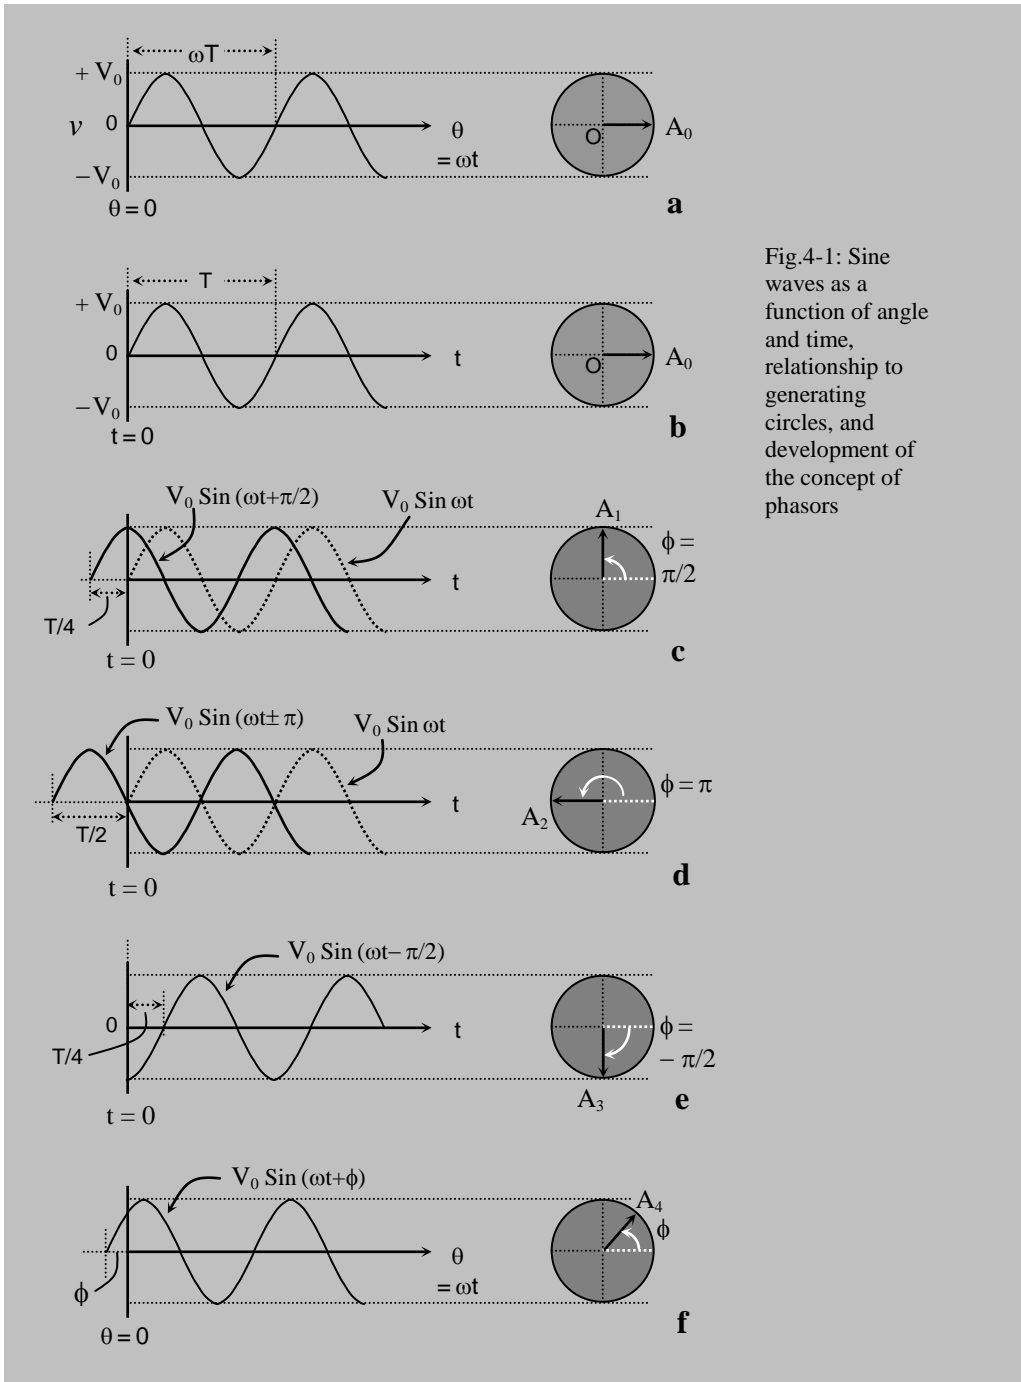 ωT
+ V₀
v 0 θ
= ωt
O A₀
− V₀
θ = 0
a
T
+ V₀
0 t
O A₀
− V₀
t = 0
b
Fig.4-1: Sine
waves as a
function of angle
and time,
relationship to
generating
circles, and
development of
the concept of
phasors
V₀ Sin (ωt+π/2) V₀ Sin ωt
A₁
ϕ =
π/2
t
T/4
t = 0
c
V₀ Sin (ωt± π) V₀ Sin ωt
ϕ = π
t
A₂
T/2
t = 0
d
V₀ Sin (ωt− π/2)
0 t
ϕ =
− π/2
T/4
A₃
t = 0
e
V₀ Sin (ωt+ϕ)
A₄
ϕ
θ
= ωt
ϕ
θ = 0
f